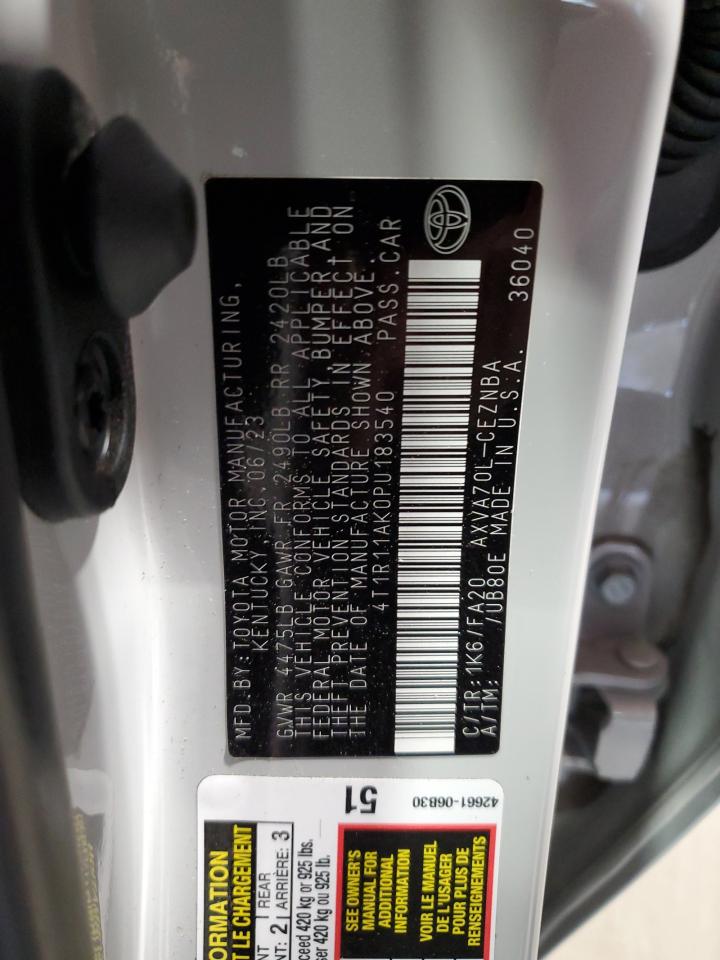 MFD. BY: TOYOTA MOTOR MANUFACTURING,
KENTUCKY, INC. 06/23
GVWR 4475LB GAWR FR 2490LB RR 2420LB
THIS VEHICLE CONFORMS TO ALL APPLICABLE
FEDERAL MOTOR VEHICLE SAFETY, BUMPER AND
THEFT PREVENTION STANDARDS IN EFFECT ON
THE DATE OF MANUFACTURE SHOWN ABOVE.
4T1R11AK0PU183540 PASS.CAR
C/TR: 1K6/FA20 AXVA70L-CEZNBA
A/TM: /UB80E MADE IN U.S.A. 36040
51
42661-06B30
ORMATION
T LE CHARGEMENT
NT | REAR
NT: 2 | ARRIÈRE: 3
ceed 420 kg or 925 lbs.
ser 420 kg ou 925 lb.
SEE OWNER'S
MANUAL FOR
ADDITIONAL
INFORMATION
VOIR LE MANUEL
DE L'USAGER
POUR PLUS DE
RENSEIGNEMENTS